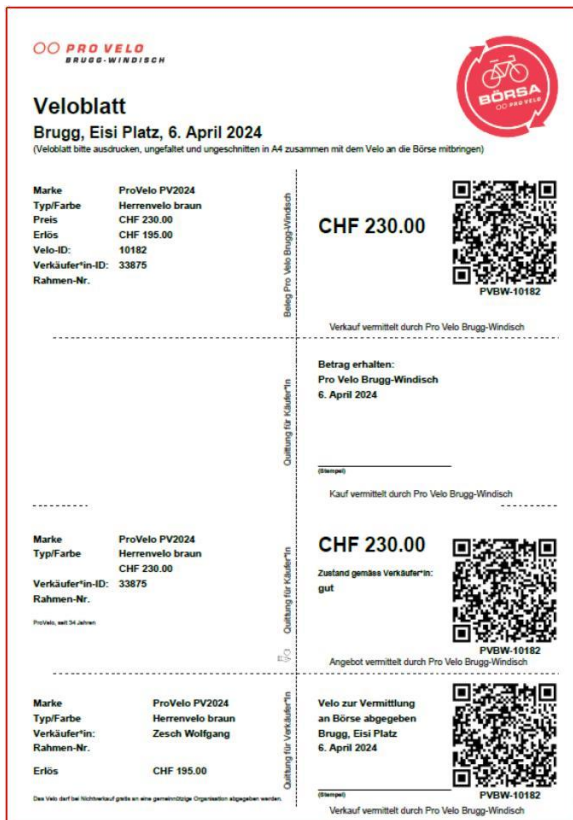 PRO VELO
BRUGG-WINDISCH
BÖRSA
PRO VELO
Veloblatt
Brugg, Eisi Platz, 6. April 2024
(Veloblatt bitte ausdrucken, ungefaltet und ungeschnitten in A4 zusammen mit dem Velo an die Börse mitbringen)
Marke ProVelo PV2024
Typ/Farbe Herrenvelo braun
Preis CHF 230.00
Erlös CHF 195.00
Velo-ID: 10182
Verkäufer*in-ID: 33875
Rahmen-Nr.
Beleg Pro Velo Brugg-Windisch
CHF 230.00
PVBW-10182
Verkauf vermittelt durch Pro Velo Brugg-Windisch
Quittung für Käufer*in
Betrag erhalten:
Pro Velo Brugg-Windisch
6. April 2024
(Stempel)
Kauf vermittelt durch Pro Velo Brugg-Windisch
Marke ProVelo PV2024
Typ/Farbe Herrenvelo braun
CHF 230.00
Verkäufer*in-ID: 33875
Rahmen-Nr.
ProVelo, seit 34 Jahren
Quittung für Käufer*in
CHF 230.00
Zustand gemäss Verkäufer*in:
gut
PVBW-10182
Angebot vermittelt durch Pro Velo Brugg-Windisch
Marke ProVelo PV2024
Typ/Farbe Herrenvelo braun
Verkäufer*in: Zesch Wolfgang
Rahmen-Nr.
Erlös CHF 195.00
Das Velo darf bei Nichtverkauf gratis an eine gemeinnützige Organisation abgegeben werden.
Quittung für Verkäufer*in
Velo zur Vermittlung
an Börse abgegeben
Brugg, Eisi Platz
6. April 2024
(Stempel)
PVBW-10182
Verkauf vermittelt durch Pro Velo Brugg-Windisch